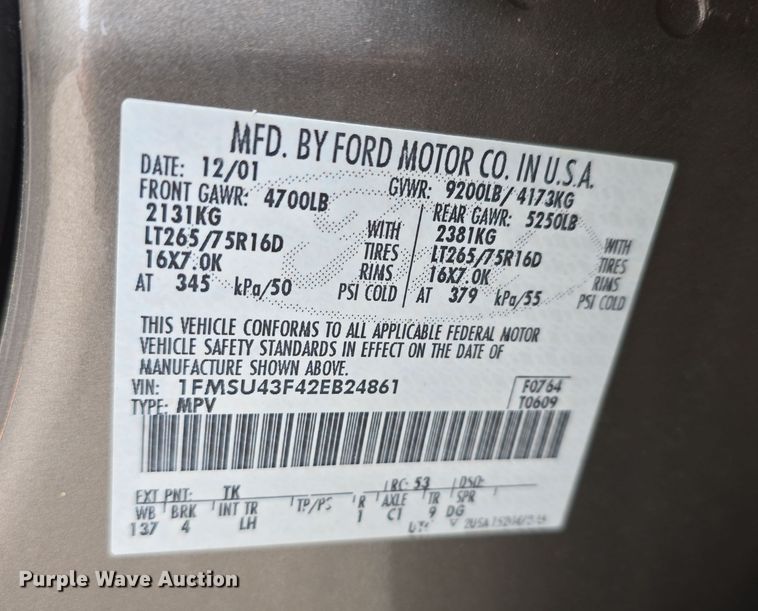 MFD. BY FORD MOTOR CO. IN U.S.A.
DATE: 12/01 GVWR: 9200LB/ 4173KG
FRONT GAWR: 4700LB REAR GAWR: 5250LB
2131KG WITH 2381KG WITH
LT265/75R16D TIRES LT265/75R16D TIRES
16X7.0K RIMS 16X7.0K RIMS
AT 345 kPa/50 PSI COLD AT 379 kPa/55 PSI COLD
THIS VEHICLE CONFORMS TO ALL APPLICABLE FEDERAL MOTOR
VEHICLE SAFETY STANDARDS IN EFFECT ON THE DATE OF
MANUFACTURE SHOWN ABOVE.
VIN: 1FMSU43F42EB24861 F0764
TYPE: MPV T0609
EXT PNT: TK RC: 53 DSO:
WB BRK INT TR TP/PS R AXLE TR SPR
137 4 LH 1 C1 9 DG
Purple Wave Auction